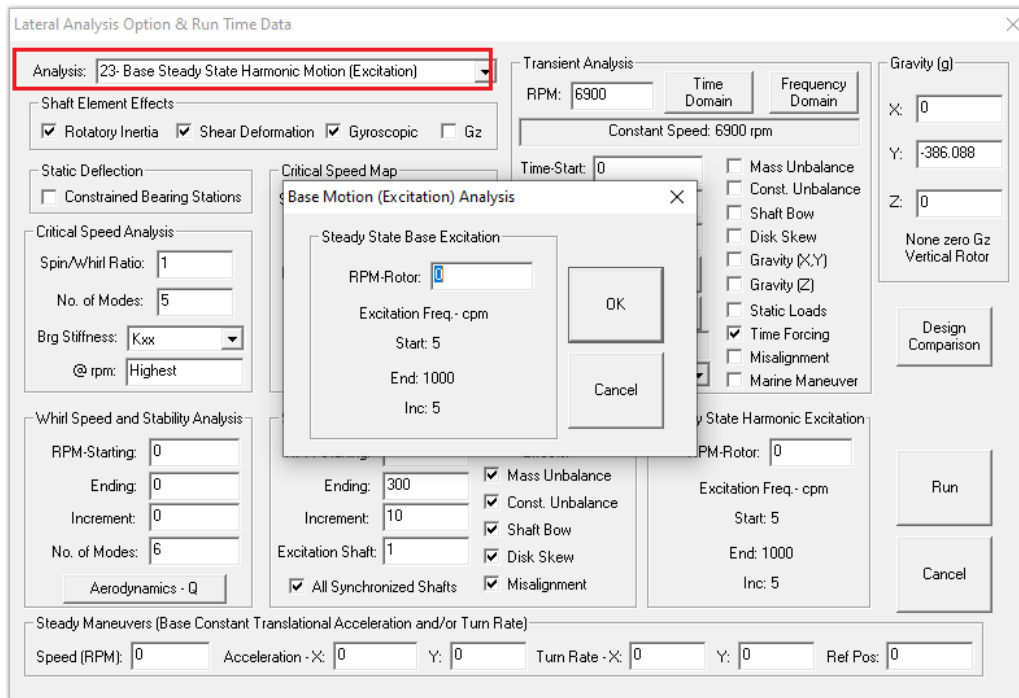 Lateral Analysis Option & Run Time Data
Analysis: 23- Base Steady State Harmonic Motion (Excitation)
Shaft Element Effects
Rotatory Inertia Shear Deformation Gyroscopic Gz
Static Deflection
Constrained Bearing Stations
Critical Speed Analysis
Spin/Whirl Ratio: 1
No. of Modes: 5
Brg Stiffness: Kxx
@ rpm: Highest
Critical Speed Map
Transient Analysis
RPM: 6900
Time Domain
Frequency Domain
Constant Speed: 6900 rpm
Time-Start: 0
Mass Unbalance
Const. Unbalance
Shaft Bow
Disk Skew
Gravity (X,Y)
Gravity (Z)
Static Loads
Time Forcing
Misalignment
Marine Maneuver
Gravity (g)
X: 0
Y: -386.088
Z: 0
None zero Gz
Vertical Rotor
Design
Comparison
Base Motion (Excitation) Analysis
Steady State Base Excitation
RPM-Rotor: 0
Excitation Freq.- cpm
Start: 5
End: 1000
Inc: 5
OK
Cancel
Whirl Speed and Stability Analysis
RPM-Starting: 0
Ending: 0
Increment: 0
No. of Modes: 6
Aerodynamics - Q
Ending: 300
Increment: 10
Excitation Shaft: 1
All Synchronized Shafts
Mass Unbalance
Const. Unbalance
Shaft Bow
Disk Skew
Misalignment
State Harmonic Excitation
PM-Rotor: 0
Excitation Freq.- cpm
Start: 5
End: 1000
Inc: 5
Run
Cancel
Steady Maneuvers (Base Constant Translational Acceleration and/or Turn Rate)
Speed (RPM): 0 Acceleration - X: 0 Y: 0 Turn Rate - X: 0 Y: 0 Ref Pos: 0